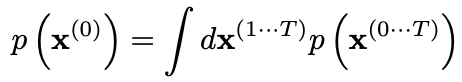 p(𝐱^{(0)}) = ∫ d𝐱^{(1⋯T)} p(𝐱^{(0⋯T)})